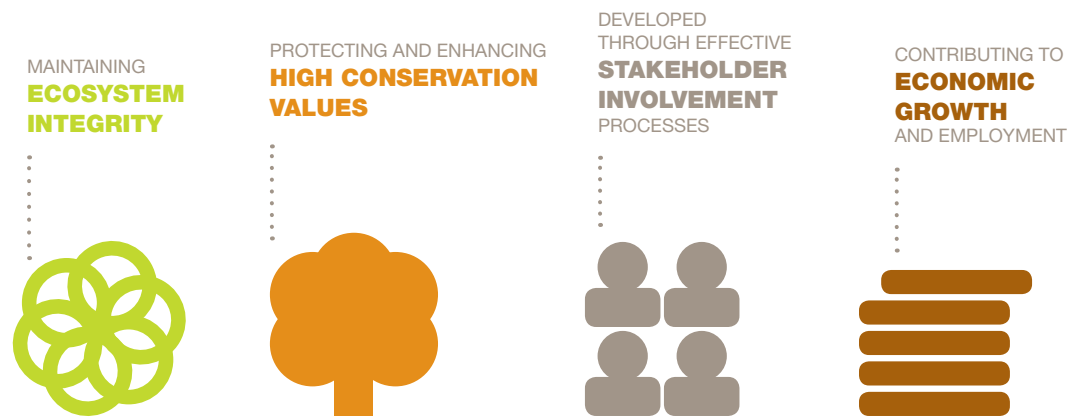 MAINTAINING
ECOSYSTEM
INTEGRITY
PROTECTING AND ENHANCING
HIGH CONSERVATION
VALUES
DEVELOPED
THROUGH EFFECTIVE
STAKEHOLDER
INVOLVEMENT
PROCESSES
CONTRIBUTING TO
ECONOMIC
GROWTH
AND EMPLOYMENT